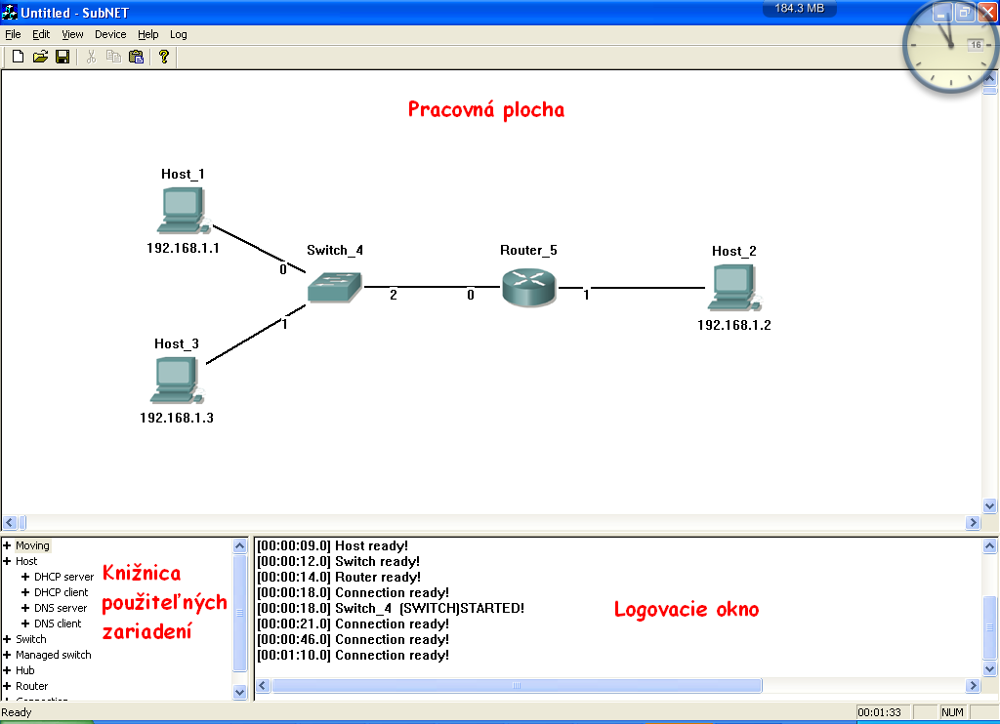 Untitled - SubNET
184.3 MB
File Edit View Device Help Log
16
Pracovná plocha
Host_1
192.168.1.1
0
Switch_4
2
0
Router_5
1
Host_2
192.168.1.2
1
Host_3
192.168.1.3
Moving
Host
DHCP server
DHCP client
DNS server
DNS client
Switch
Managed switch
Hub
Router
Connection
Knižnica
použiteľných
zariadení
[00:00:09.0] Host ready!
[00:00:12.0] Switch ready!
[00:00:14.0] Router ready!
[00:00:18.0] Connection ready!
[00:00:18.0] Switch_4 (SWITCH)STARTED!
[00:00:21.0] Connection ready!
[00:00:46.0] Connection ready!
[00:01:10.0] Connection ready!
Logovacie okno
Ready
00:01:33
NUM